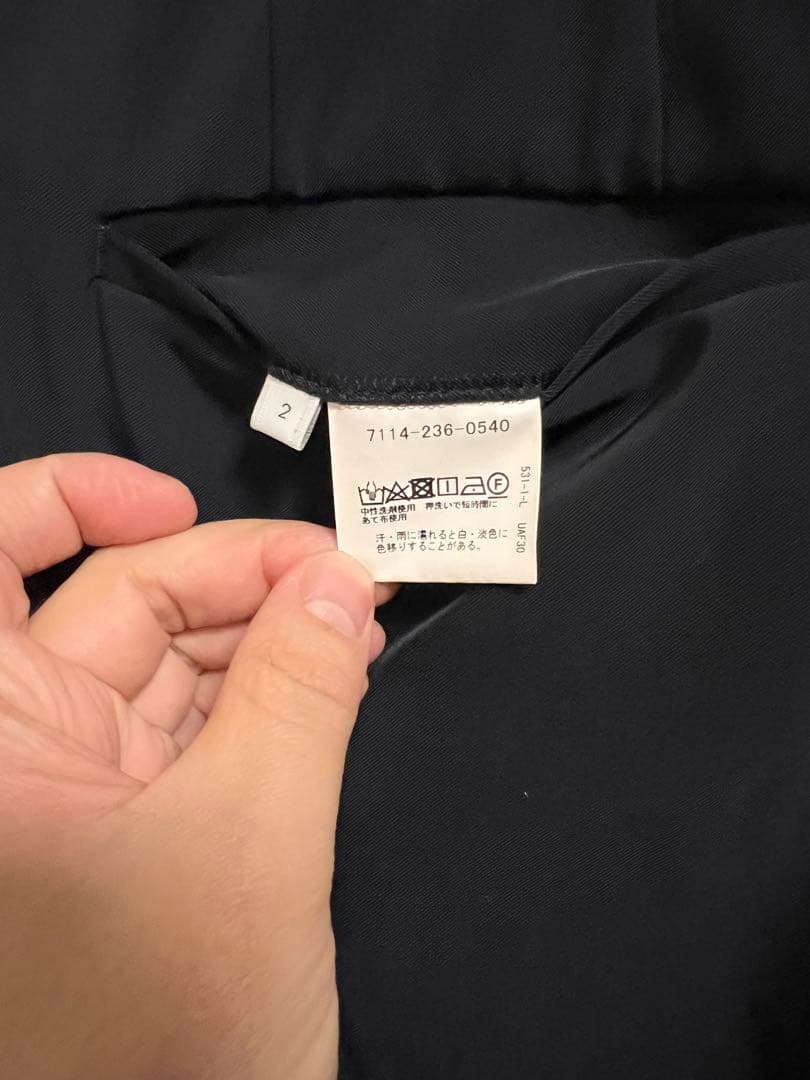 2
7114-236-0540
F
中性洗剤使用 押洗いで短時間に
あて布使用
汗・雨に濡れると白・淡色に
色移りすることがある。
531-1-L UAF30